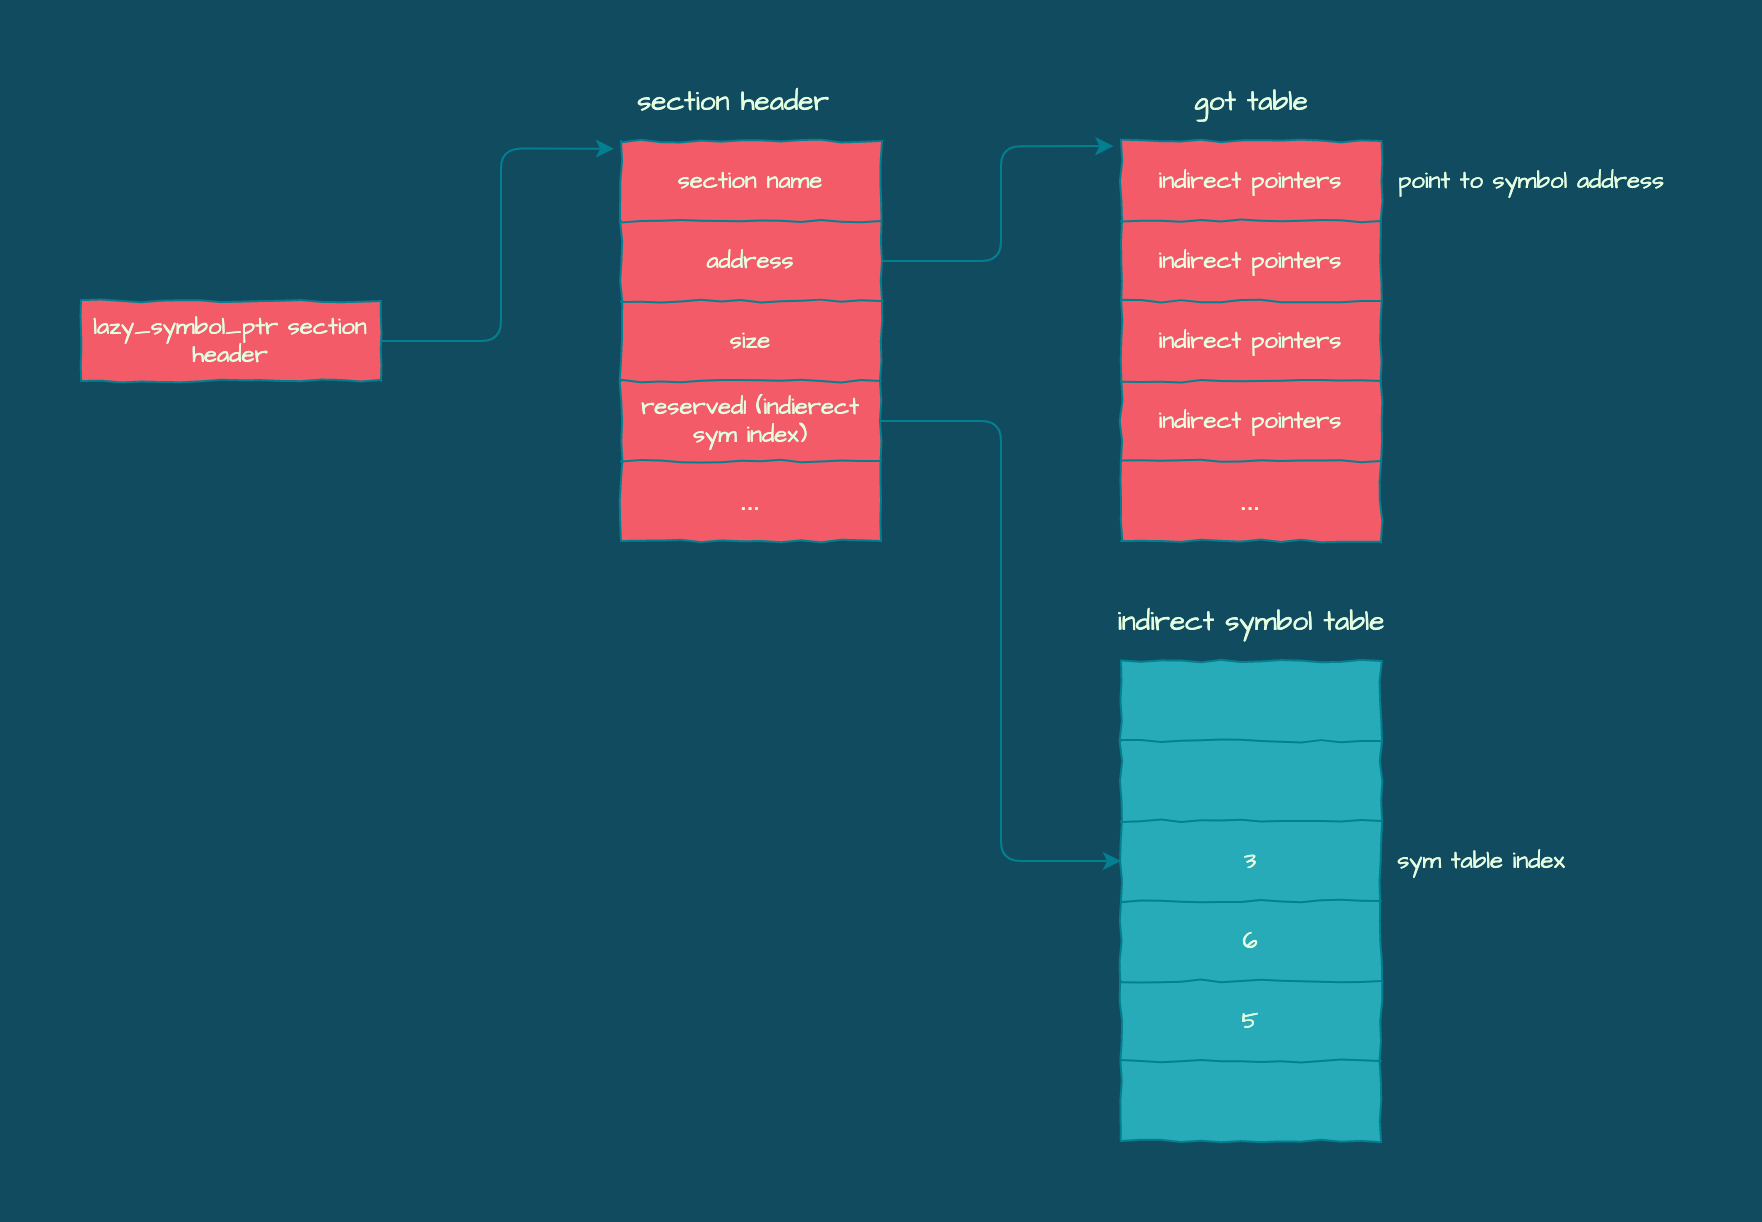 section header
got table
section name
indirect pointers
point to symbol address
address
indirect pointers
lazy_symbol_ptr section
header
size
indirect pointers
reserved1 (indierect
sym index)
indirect pointers
...
...
indirect symbol table
3
sym table index
6
5